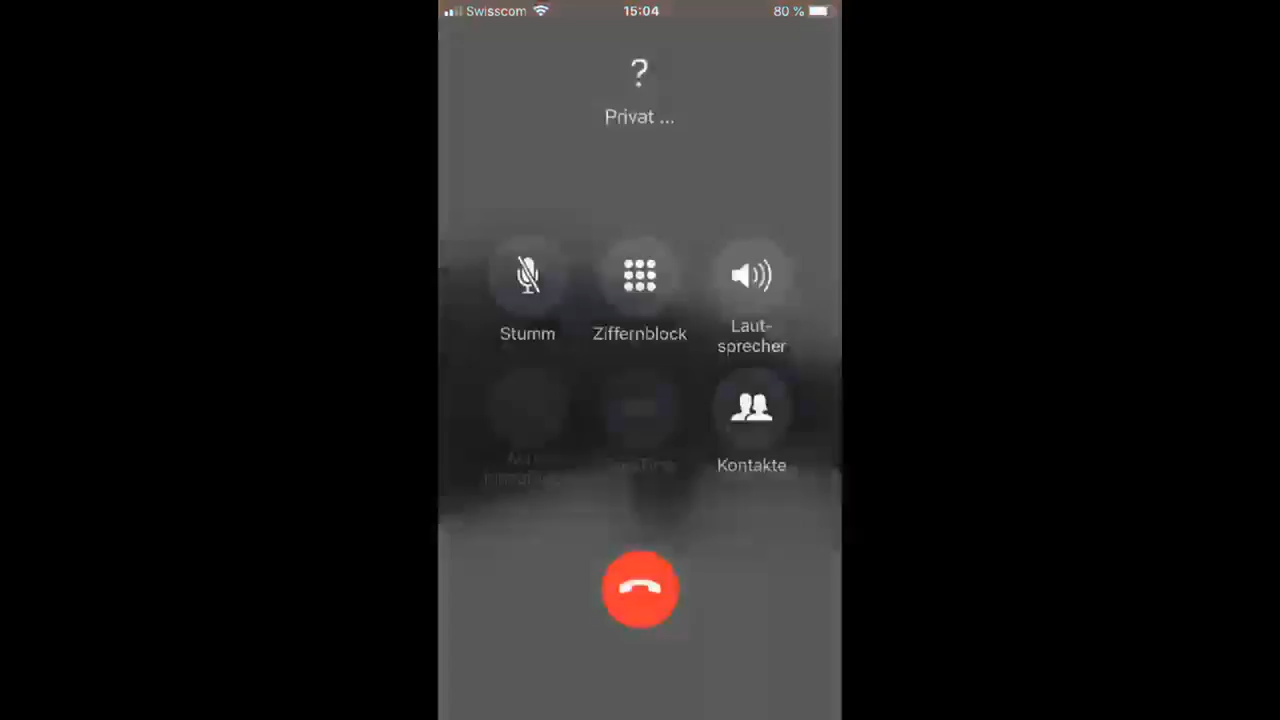 Swisscom 15:04 80 %
?
Privat ...
Stumm Ziffernblock Laut-
sprecher
Kontakte